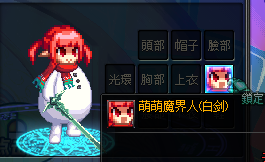 頭部 帽子 臉部
光環 胸部 上衣
鎖定
萌萌魔界人(白剑)